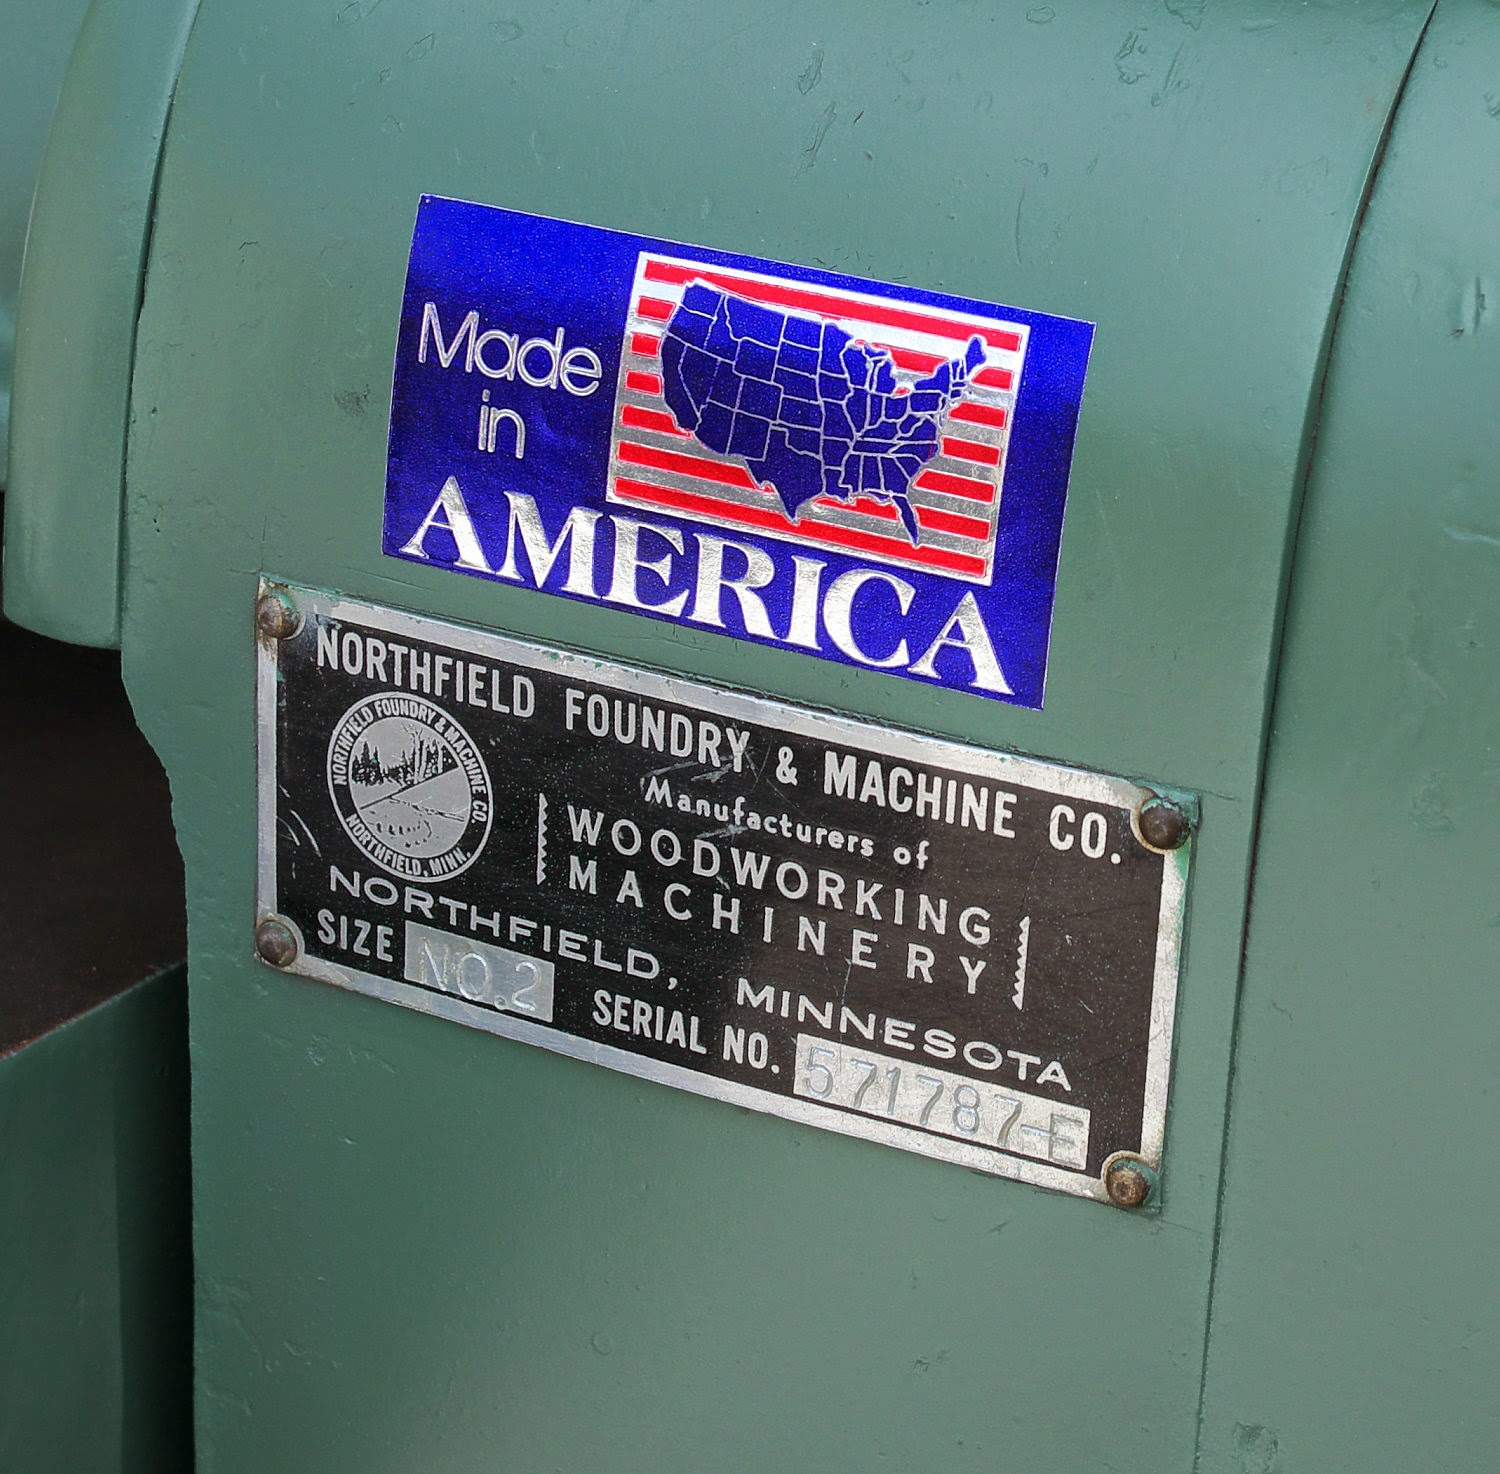 Made
in
AMERICA
NORTHFIELD FOUNDRY & MACHINE CO.
NORTHFIELD FOUNDRY & MACHINE CO.
NORTHFIELD, MINN.
Manufacturers of
WOODWORKING
MACHINERY
NORTHFIELD, MINNESOTA
SIZE NO.2 SERIAL NO. 571787-E